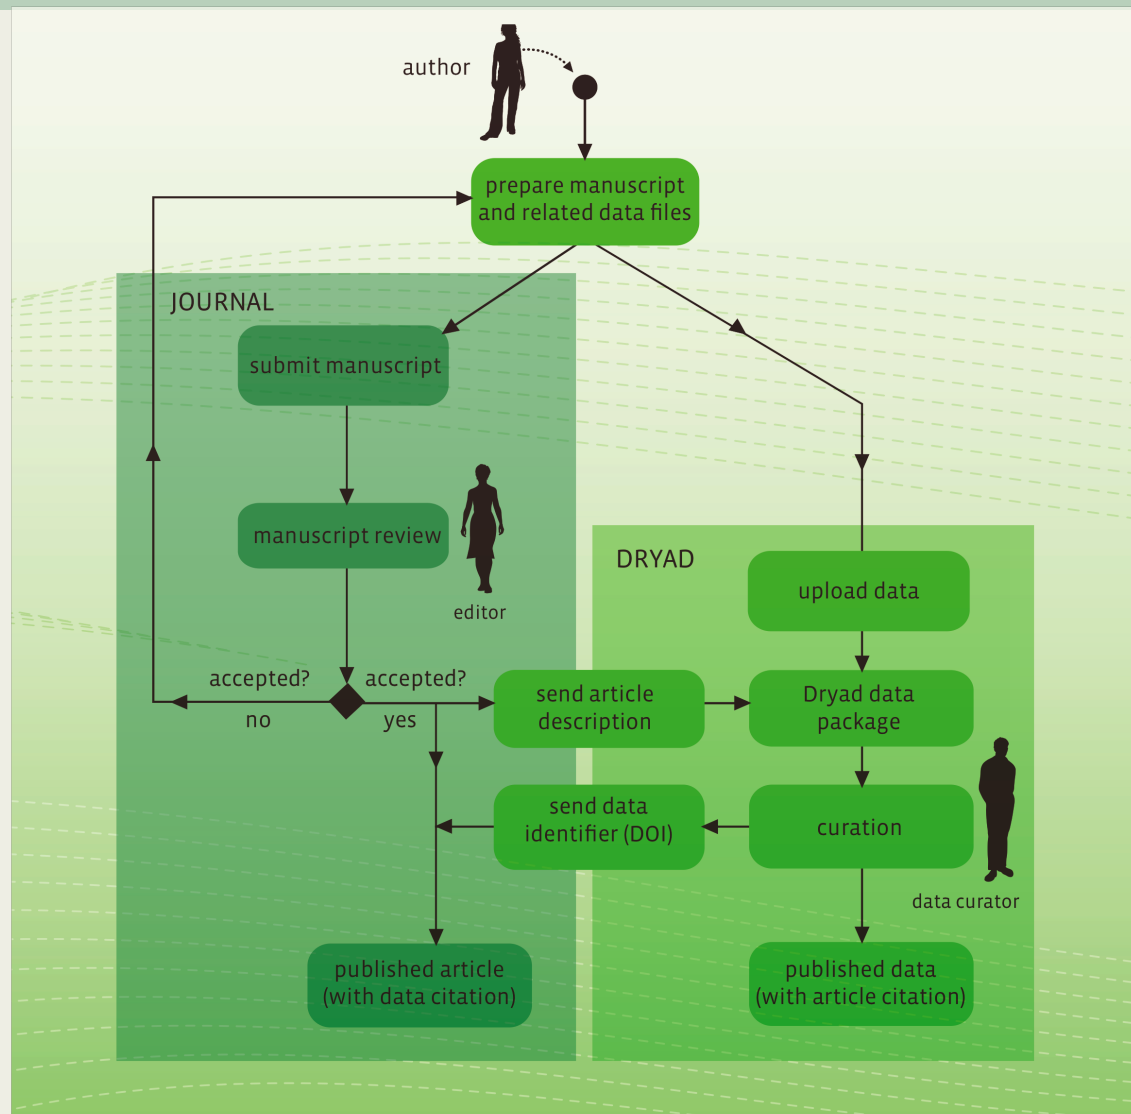 author
prepare manuscript
and related data files
JOURNAL
submit manuscript
manuscript review
editor
DRYAD
upload data
accepted?
no
accepted?
yes
send article
description
Dryad data
package
send data
identifier (DOI)
curation
data curator
published article
(with data citation)
published data
(with article citation)